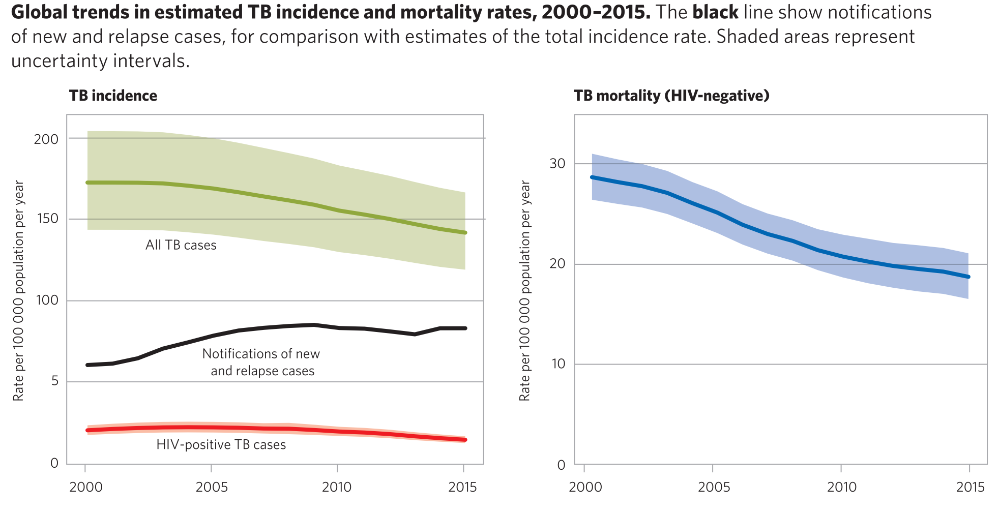 Global trends in estimated TB incidence and mortality rates, 2000–2015. The black line show notifications
of new and relapse cases, for comparison with estimates of the total incidence rate. Shaded areas represent
uncertainty intervals.
TB incidence
Rate per 100 000 population per year
200
150
100
5
0
All TB cases
Notifications of new
and relapse cases
HIV-positive TB cases
2000 2005 2010 2015
TB mortality (HIV-negative)
Rate per 100 000 population per year
30
20
10
0
2000 2005 2010 2015